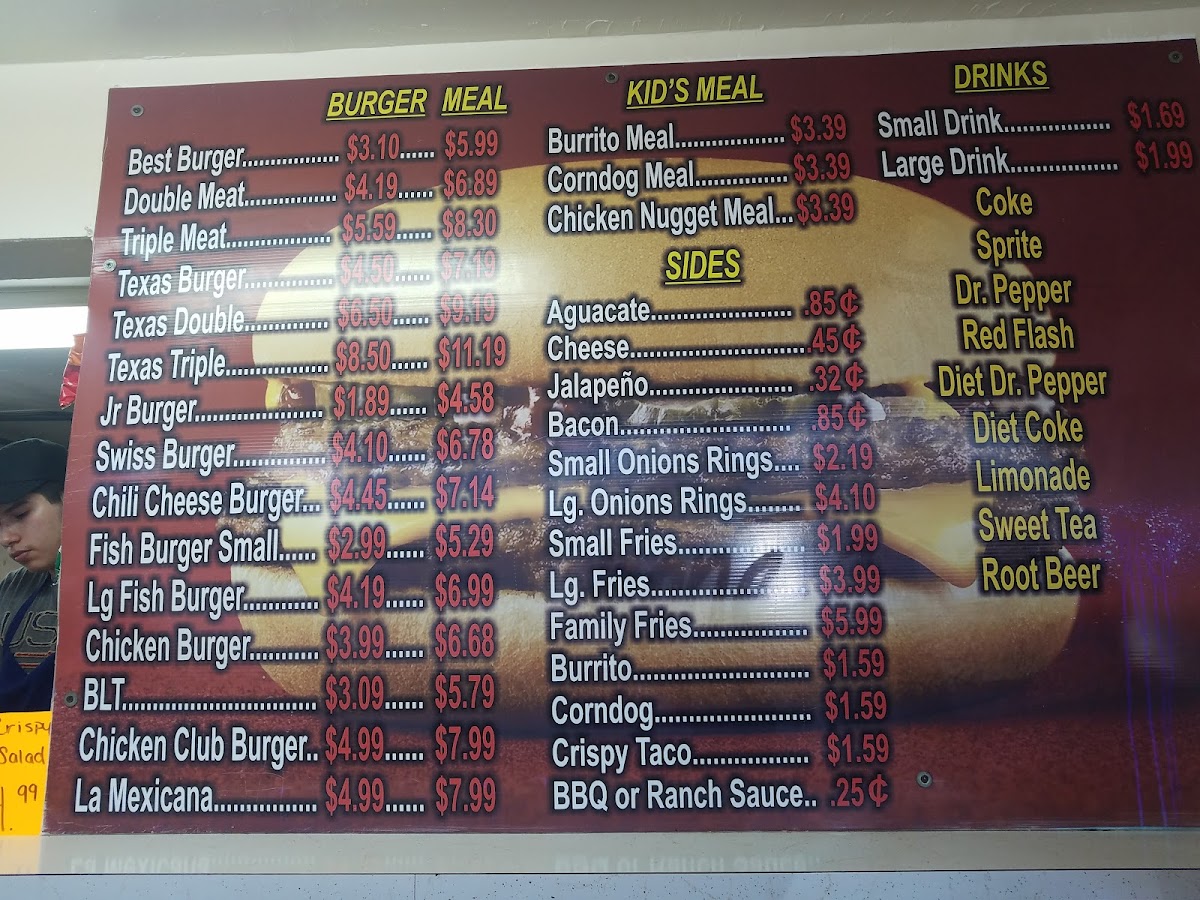 BURGER MEAL
Best Burger................ $3.10...... $5.99
Double Meat............... $4.19...... $6.89
Triple Meat................. $5.59...... $8.30
Texas Burger.............. $4.50...... $7.19
Texas Double.............. $6.50...... $9.19
Texas Triple................. $8.50...... $11.19
Jr Burger..................... $1.89...... $4.58
Swiss Burger............... $4.10...... $6.78
Chili Cheese Burger... $4.45...... $7.14
Fish Burger Small...... $2.99...... $5.29
Lg Fish Burger............ $4.19...... $6.99
Chicken Burger........... $3.99...... $6.68
BLT............................... $3.09...... $5.79
Chicken Club Burger.. $4.99...... $7.99
La Mexicana................ $4.99...... $7.99
KID'S MEAL
Burrito Meal................. $3.39
Corndog Meal.............. $3.39
Chicken Nugget Meal... $3.39
SIDES
Aguacate....................... .85¢
Cheese............................. .45¢
Jalapeño....................... .32¢
Bacon............................ .85¢
Small Onions Rings.... $2.19
Lg. Onions Rings........ $4.10
Small Fries.................... $1.99
Lg. Fries......................... $3.99
Family Fries.................. $5.99
Burrito............................ $1.59
Corndog......................... $1.59
Crispy Taco................... $1.59
BBQ or Ranch Sauce.. .25¢
DRINKS
Small Drink................. $1.69
Large Drink................. $1.99
Coke
Sprite
Dr. Pepper
Red Flash
Diet Dr. Pepper
Diet Coke
Limonade
Sweet Tea
Root Beer
US
Crispy
Salad
.99